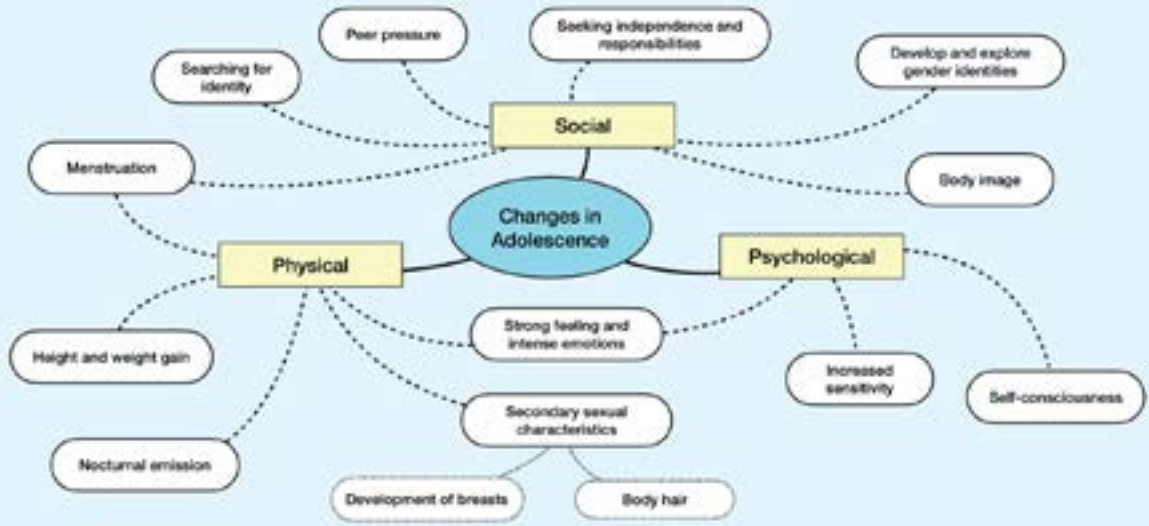 Peer pressure
Seeking independence and
responsibilities
Develop and explore
gender identities
Searching for
identity
Social
Menstruation
Body image
Changes in
Adolescence
Physical
Psychological
Strong feeling and
intense emotions
Height and weight gain
Increased
sensitivity
Self-consciousness
Secondary sexual
characteristics
Nocturnal emission
Development of breasts
Body hair